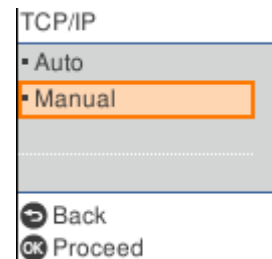 TCP/IP
▪ Auto
▪ Manual
Back
OK Proceed